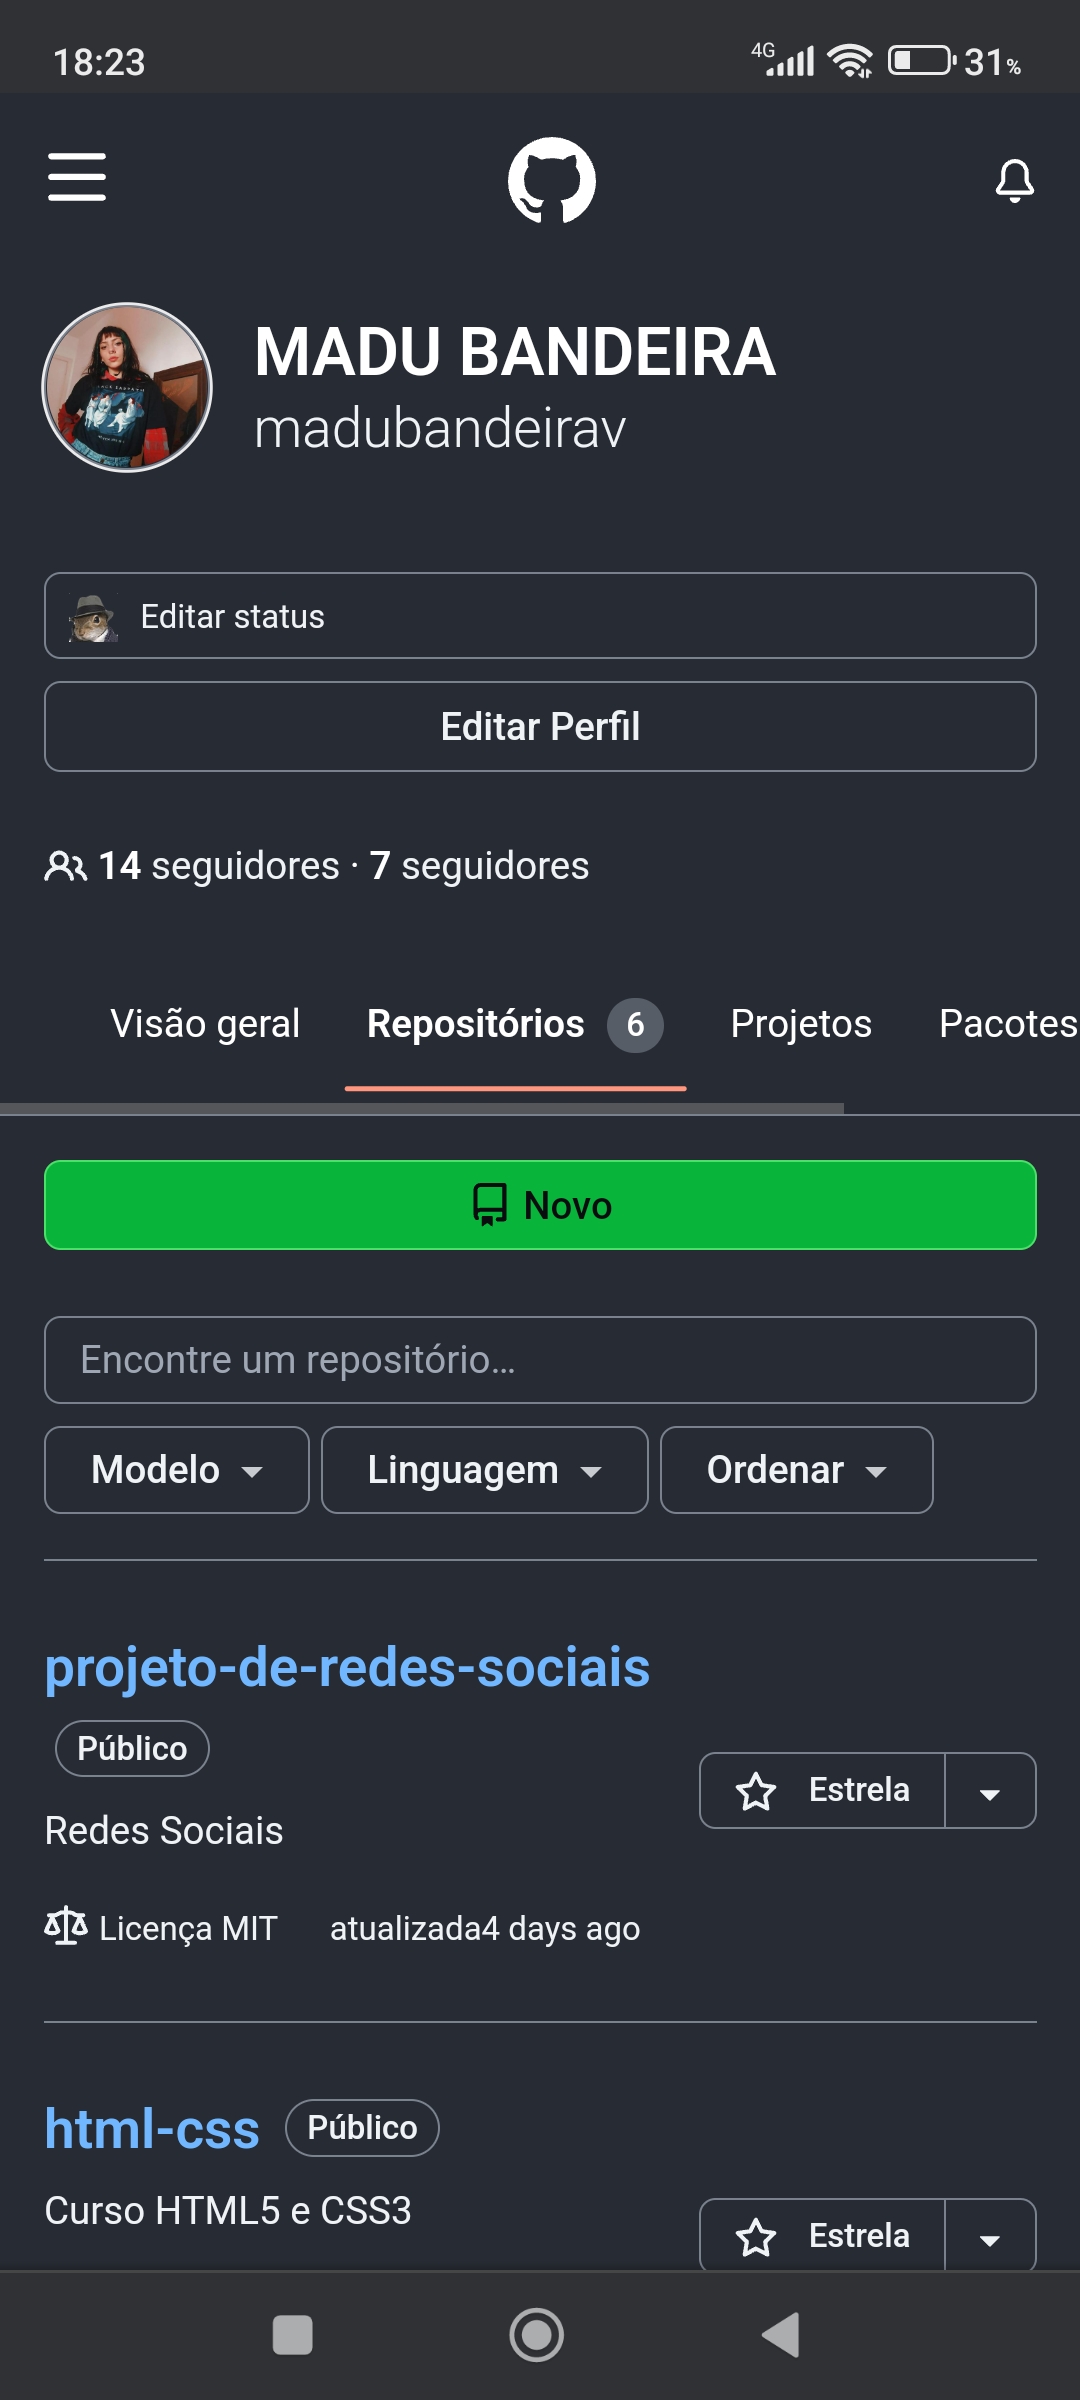 18:23 4G 31%
MADU BANDEIRA
madubandeirav
Editar status
Editar Perfil
14 seguidores · 7 seguidores
Visão geral Repositórios 6 Projetos Pacotes
Novo
Encontre um repositório...
Modelo Linguagem Ordenar
projeto-de-redes-sociais
Público
Estrela
Redes Sociais
Licença MIT atualizada4 days ago
html-css Público
Curso HTML5 e CSS3
Estrela